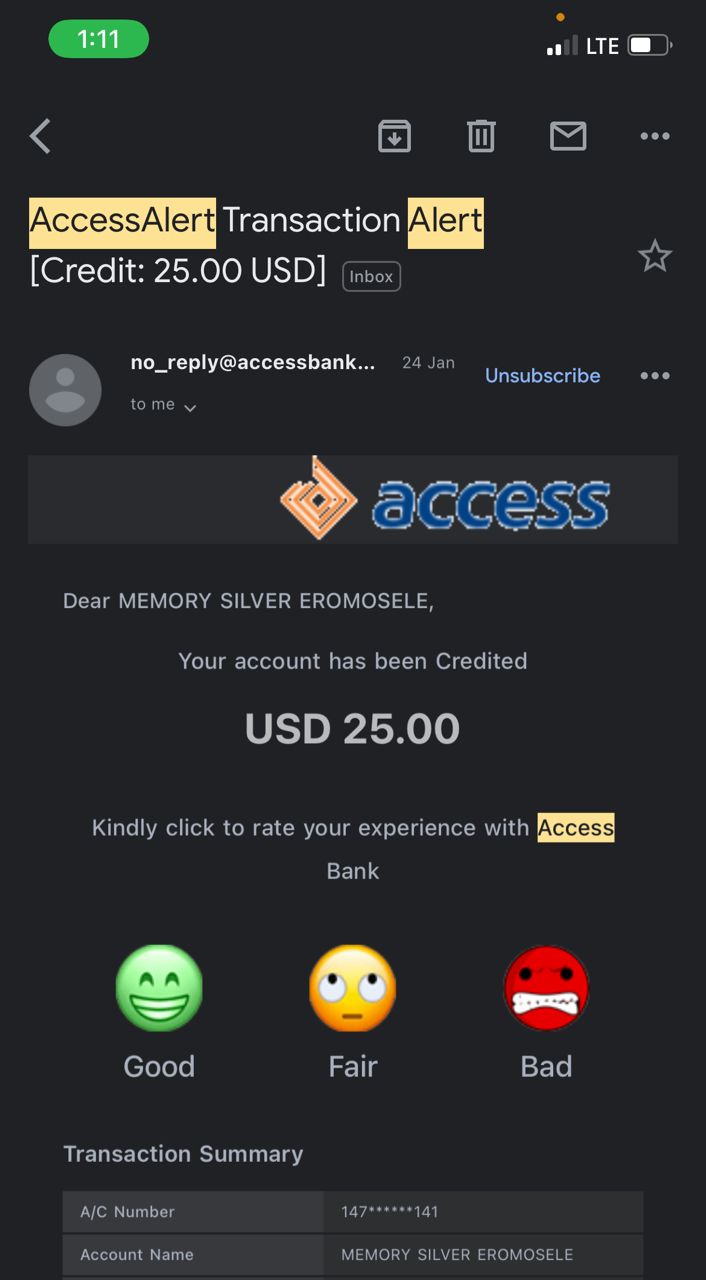 1:11
LTE
AccessAlert Transaction Alert
[Credit: 25.00 USD] Inbox
no_reply@accessbank... 24 Jan
Unsubscribe
to me
access
Dear MEMORY SILVER EROMOSELE,
Your account has been Credited
USD 25.00
Kindly click to rate your experience with Access
Bank
Good Fair Bad
Transaction Summary
A/C Number 147******141
Account Name MEMORY SILVER EROMOSELE